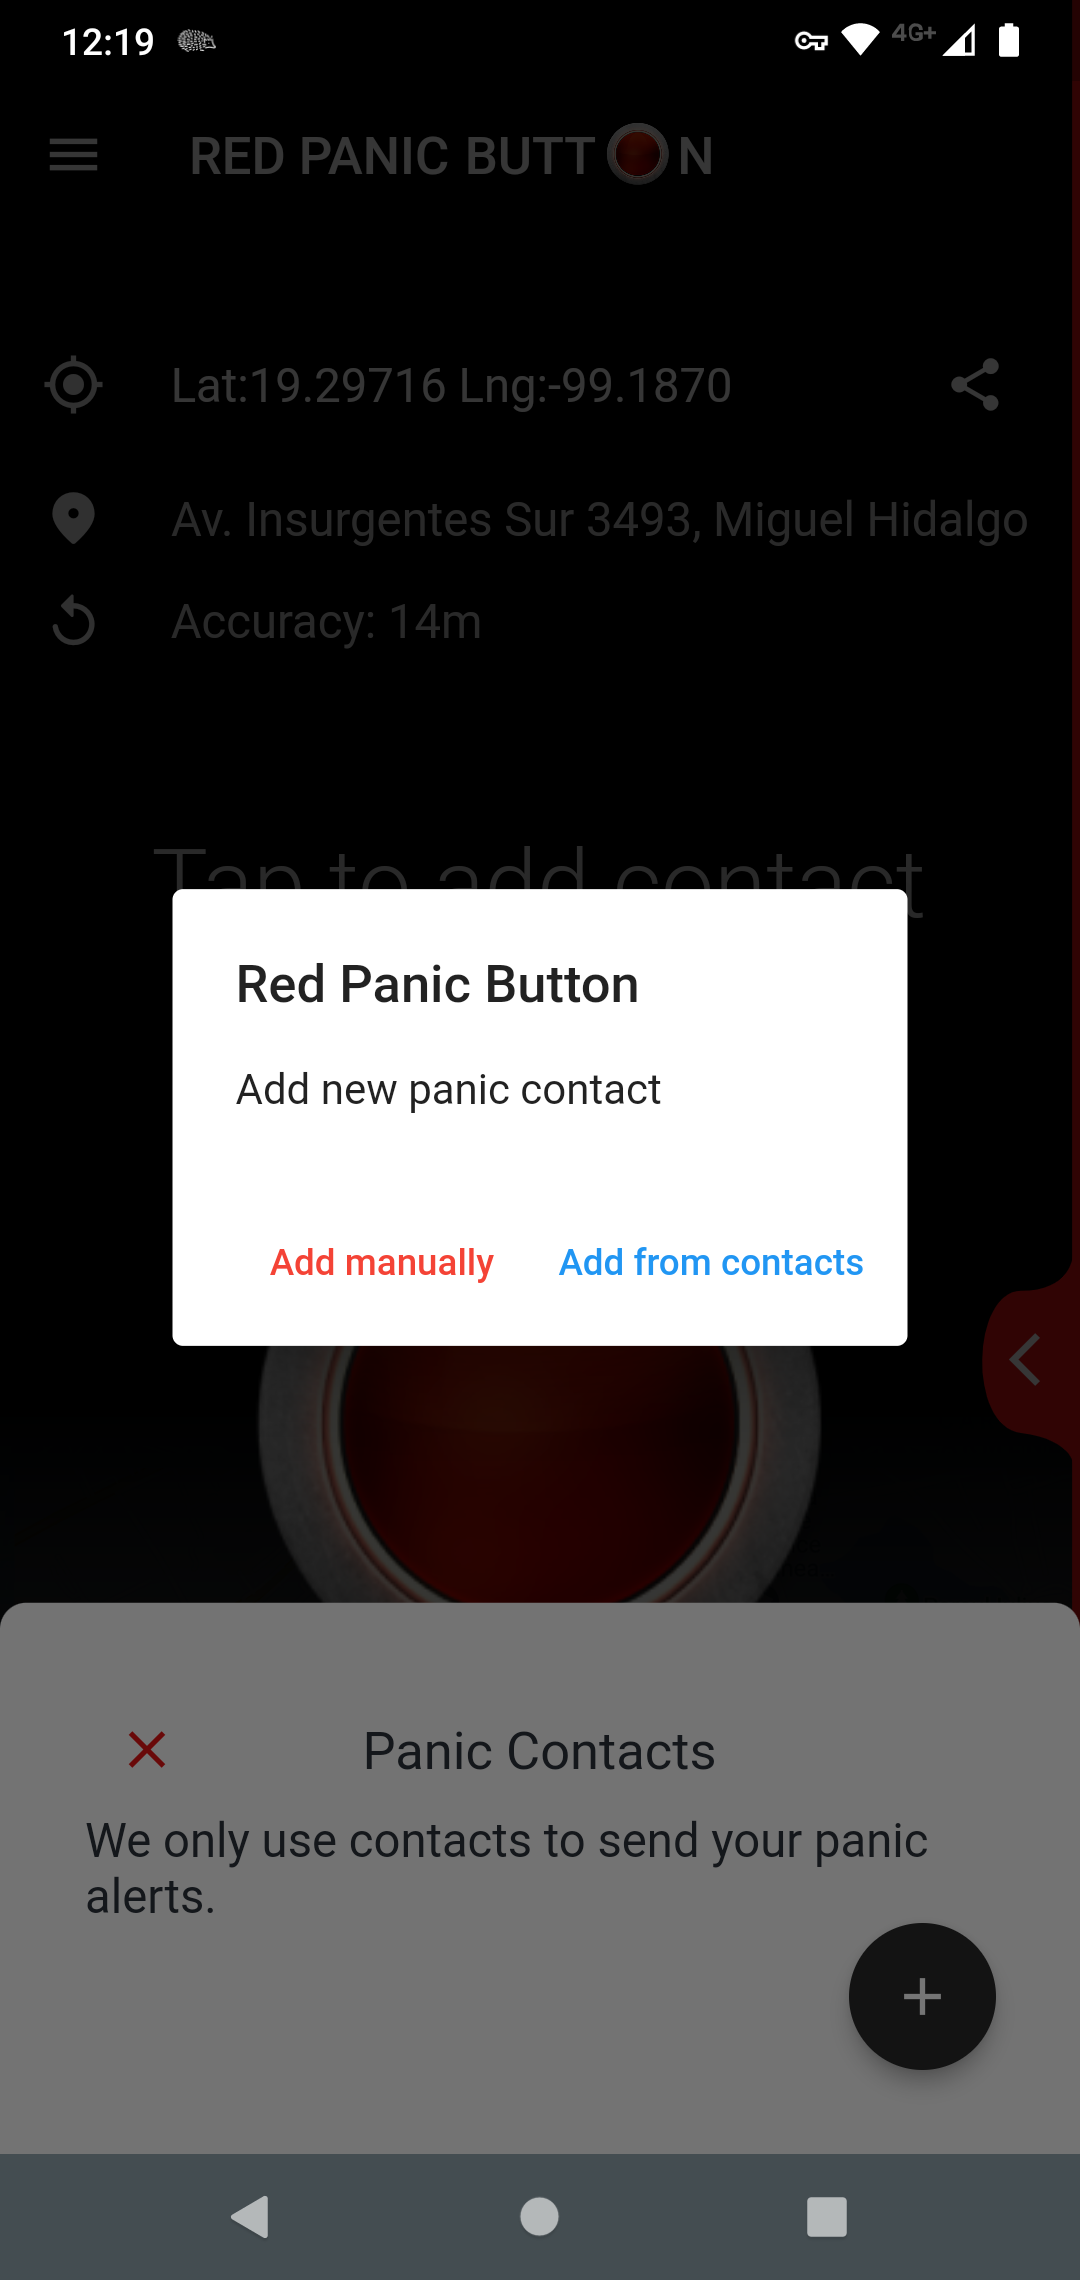 12:19
4G+
RED PANIC BUTT N
Lat:19.29716 Lng:-99.1870
Av. Insurgentes Sur 3493, Miguel Hidalgo
Accuracy: 14m
Tap to add contact
Red Panic Button
Add new panic contact
Add manually Add from contacts
Panic Contacts
We only use contacts to send your panic
alerts.